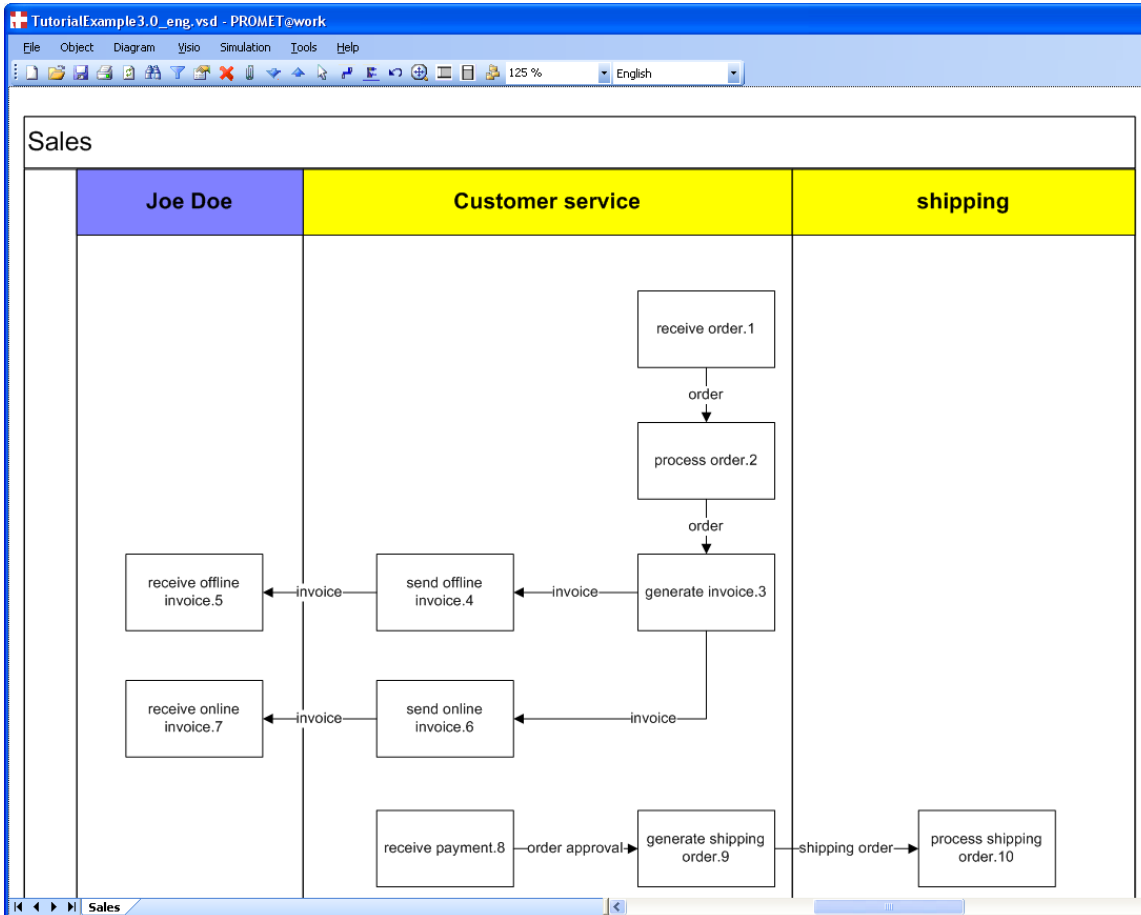 TutorialExample3.0_eng.vsd - PROMET@work
File Object Diagram Visio Simulation Tools Help
125 % English
Sales
Joe Doe Customer service shipping
receive order.1
order
process order.2
order
receive offline
invoice.5
invoice
send offline
invoice.4
invoice
generate invoice.3
receive online
invoice.7
invoice
send online
invoice.6
invoice
receive payment.8
order approval
generate shipping
order.9
shipping order
process shipping
order.10
Sales